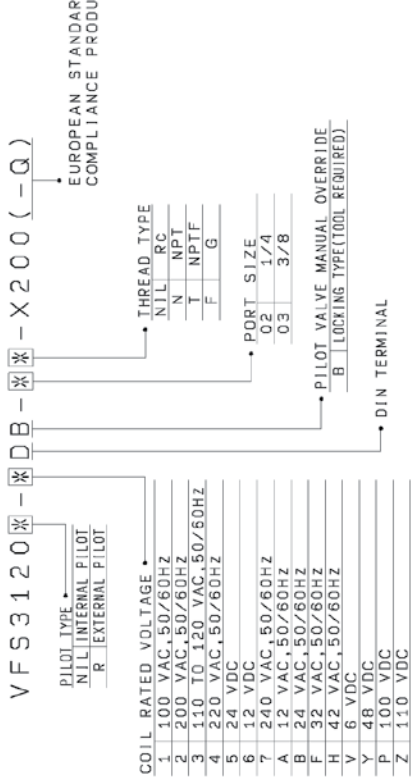 VFS3120※-※DB-※※-X200(-Q)
EUROPEAN STANDAR
COMPLIANCE PRODU
PILOT TYPE
NIL INTERNAL PILOT
R EXTERNAL PILOT
COIL RATED VOLTAGE
1 100 VAC,50/60HZ
2 200 VAC,50/60HZ
3 110 TO 120 VAC,50/60HZ
4 220 VAC,50/60HZ
5 24 VDC
6 12 VDC
7 240 VAC,50/60HZ
A 12 VAC,50/60HZ
B 24 VAC,50/60HZ
F 32 VAC,50/60HZ
H 42 VAC,50/60HZ
V 6 VDC
Y 48 VDC
P 100 VDC
Z 110 VDC
THREAD TYPE
NIL RC
N NPT
T NPTF
F G
PORT SIZE
02 1/4
03 3/8
PILOT VALVE MANUAL OVERRIDE
B LOCKING TYPE(TOOL REQUIRED)
DIN TERMINAL